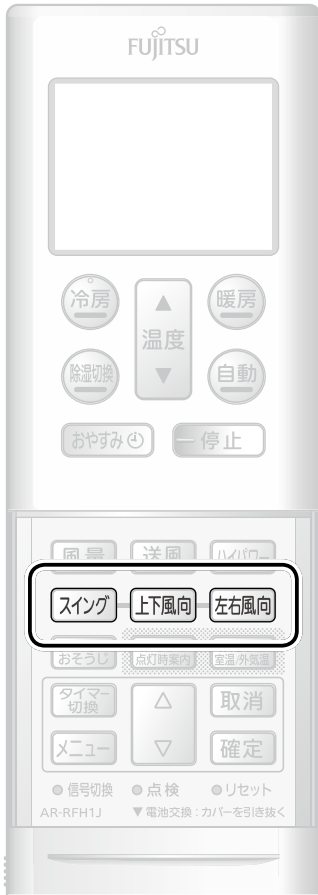 FUJITSU
冷房 ▲ 暖房
温度
除湿切換 ▼ 自動
おやすみ 停止
風量 送風 ハイパワー
スイング 上下風向 左右風向
おそうじ 点灯時案内 室温/外気温
タイマー切換 △ 取消
メニュー ▽ 確定
信号切換 点検 リセット
AR-RFH1J ▼電池交換:カバーを引き抜く